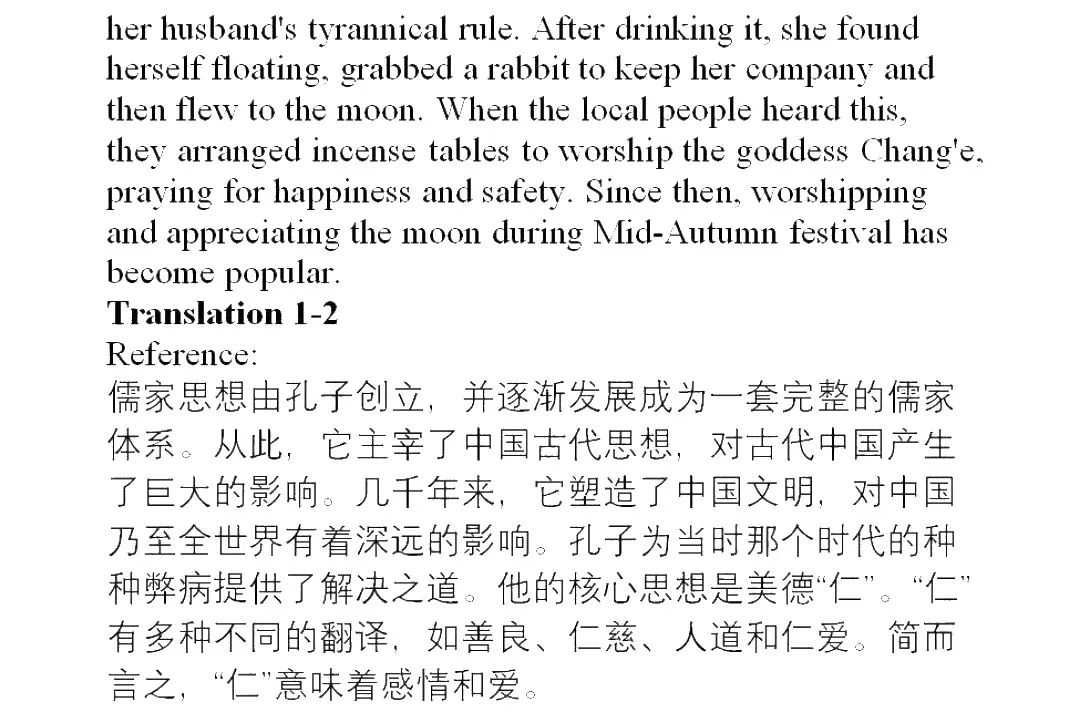 her husband's tyrannical rule. After drinking it, she found
herself floating, grabbed a rabbit to keep her company and
then flew to the moon. When the local people heard this,
they arranged incense tables to worship the goddess Chang'e,
praying for happiness and safety. Since then, worshipping
and appreciating the moon during Mid-Autumn festival has
become popular.
Translation 1-2
Reference:
儒家思想由孔子创立，并逐渐发展成为一套完整的儒家
体系。从此，它主宰了中国古代思想，对古代中国产生
了巨大的影响。几千年来，它塑造了中国文明，对中国
乃至全世界有着深远的影响。孔子为当时那个时代的种
种弊病提供了解决之道。他的核心思想是美德“仁”。“仁”
有多种不同的翻译，如善良、仁慈、人道和仁爱。简而
言之，“仁”意味着感情和爱。